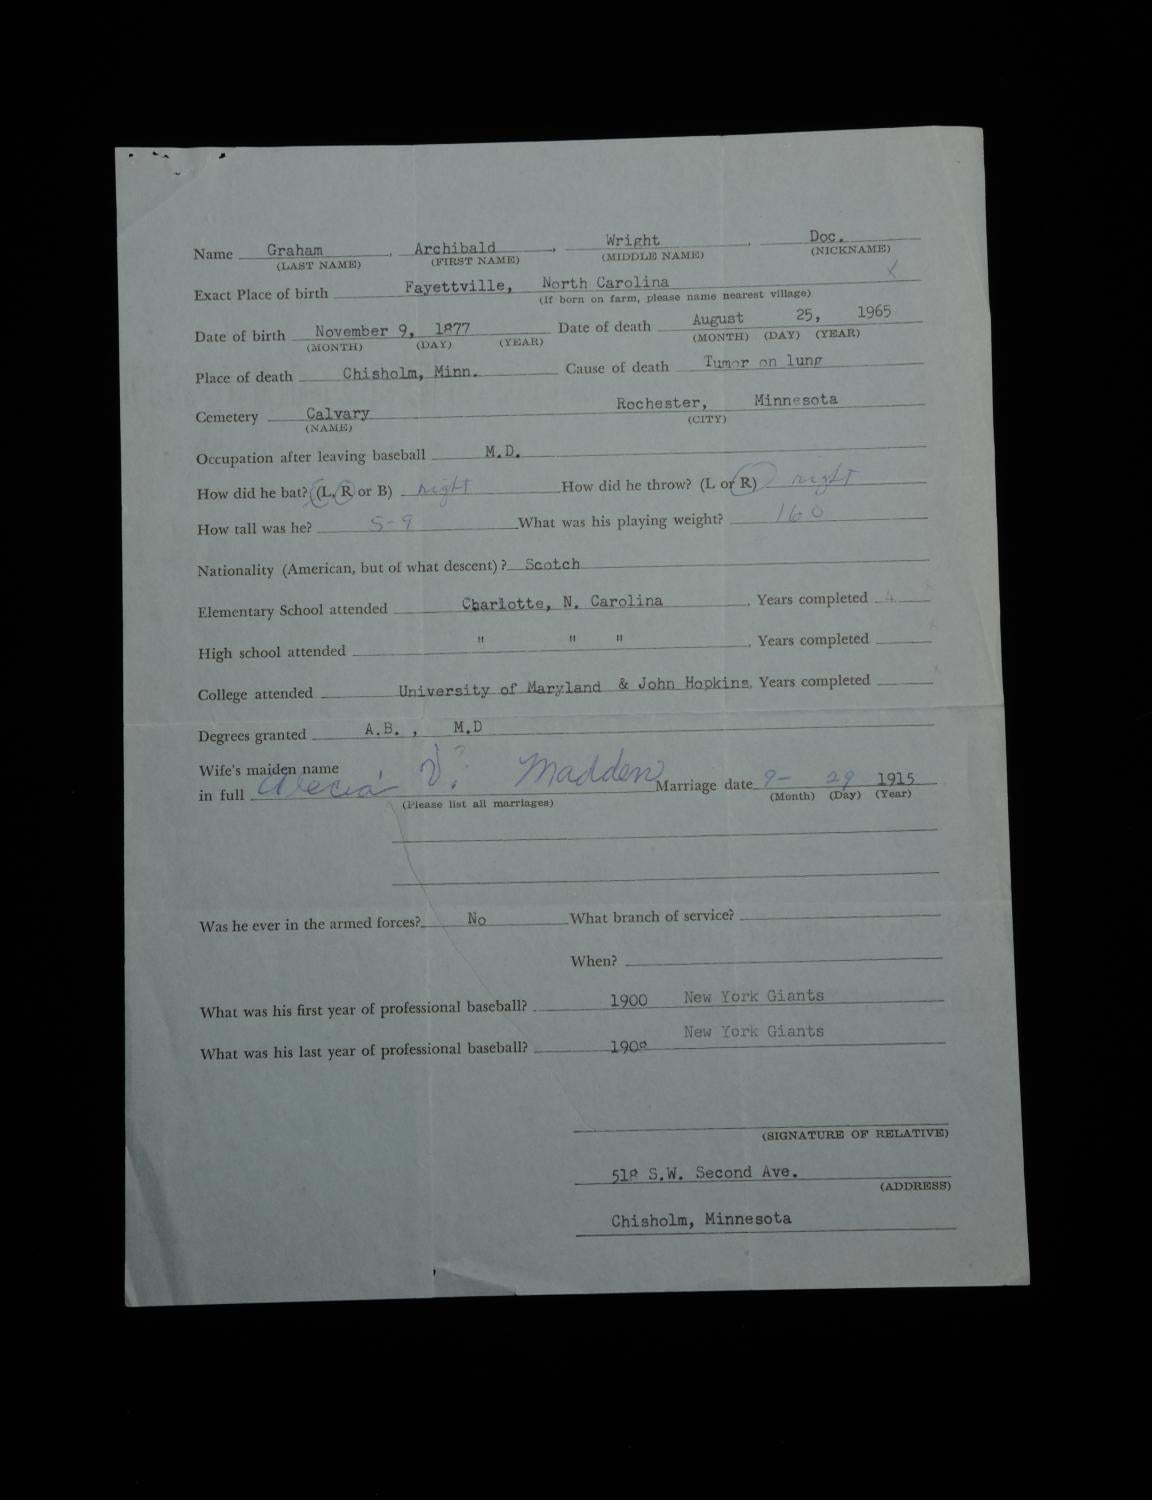 Name Graham, Archibald, Wright, Doc.
(LAST NAME) (FIRST NAME) (MIDDLE NAME) (NICKNAME)
Exact Place of birth Fayettville, North Carolina
(If born on farm, please name nearest village)
Date of birth November 9, 1877 Date of death August 25, 1965
(MONTH) (DAY) (YEAR) (MONTH) (DAY) (YEAR)
Place of death Chisholm, Minn. Cause of death Tumor on lung
Cemetery Calvary Rochester, Minnesota
(NAME) (CITY)
Occupation after leaving baseball M.D.
How did he bat? (L, R or B) right How did he throw? (L or R) right
How tall was he? 5-9 What was his playing weight? 160
Nationality (American, but of what descent)? Scotch
Elementary School attended Charlotte, N. Carolina, Years completed 4
High school attended " " ", Years completed
College attended University of Maryland & John Hopkins, Years completed
Degrees granted A.B., M.D
Wife's maiden name
in full Alecia V. Madden Marriage date 9- 29 1915
(Please list all marriages) (Month) (Day) (Year)
Was he ever in the armed forces? No What branch of service?
When?
What was his first year of professional baseball? 1900 New York Giants
New York Giants
What was his last year of professional baseball? 1908
(SIGNATURE OF RELATIVE)
518 S.W. Second Ave.
(ADDRESS)
Chisholm, Minnesota